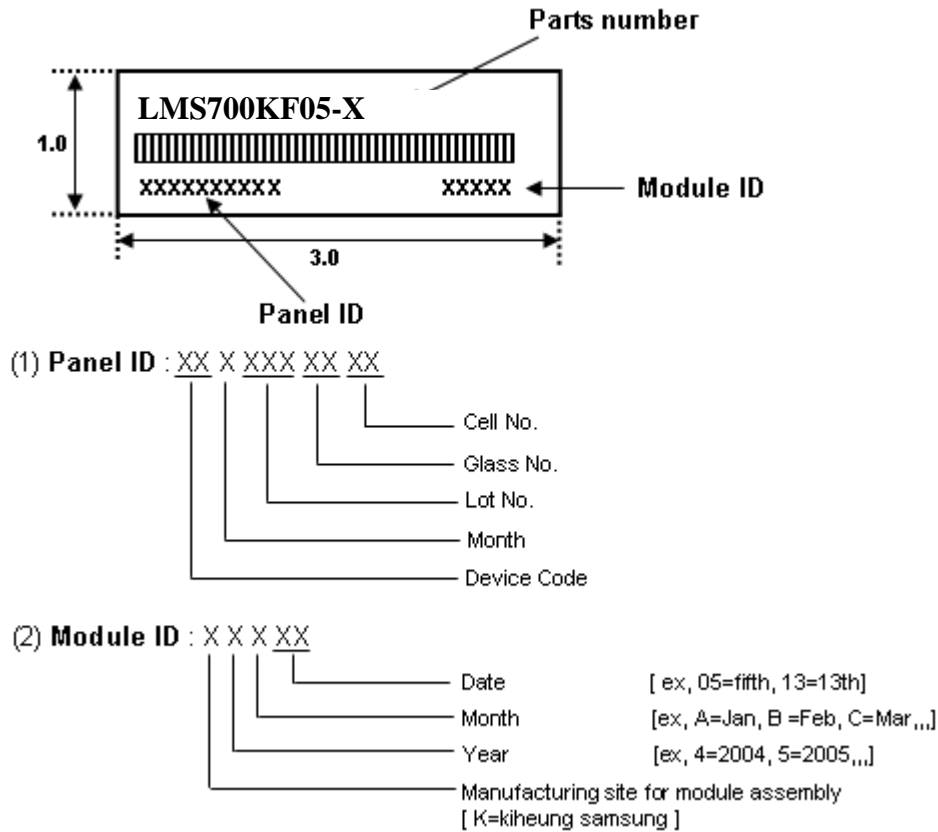 Parts number
LMS700KF05-X
1.0
XXXXXXXXXX XXXXX
Module ID
3.0
Panel ID
(1) Panel ID : XX X XXX XX XX
Cell No.
Glass No.
Lot No.
Month
Device Code
(2) Module ID : X X X XX
Date [ ex, 05=fifth, 13=13th]
Month [ex, A=Jan, B =Feb, C=Mar,,,]
Year [ex, 4=2004, 5=2005,,,]
Manufacturing site for module assembly
[ K=kiheung samsung ]